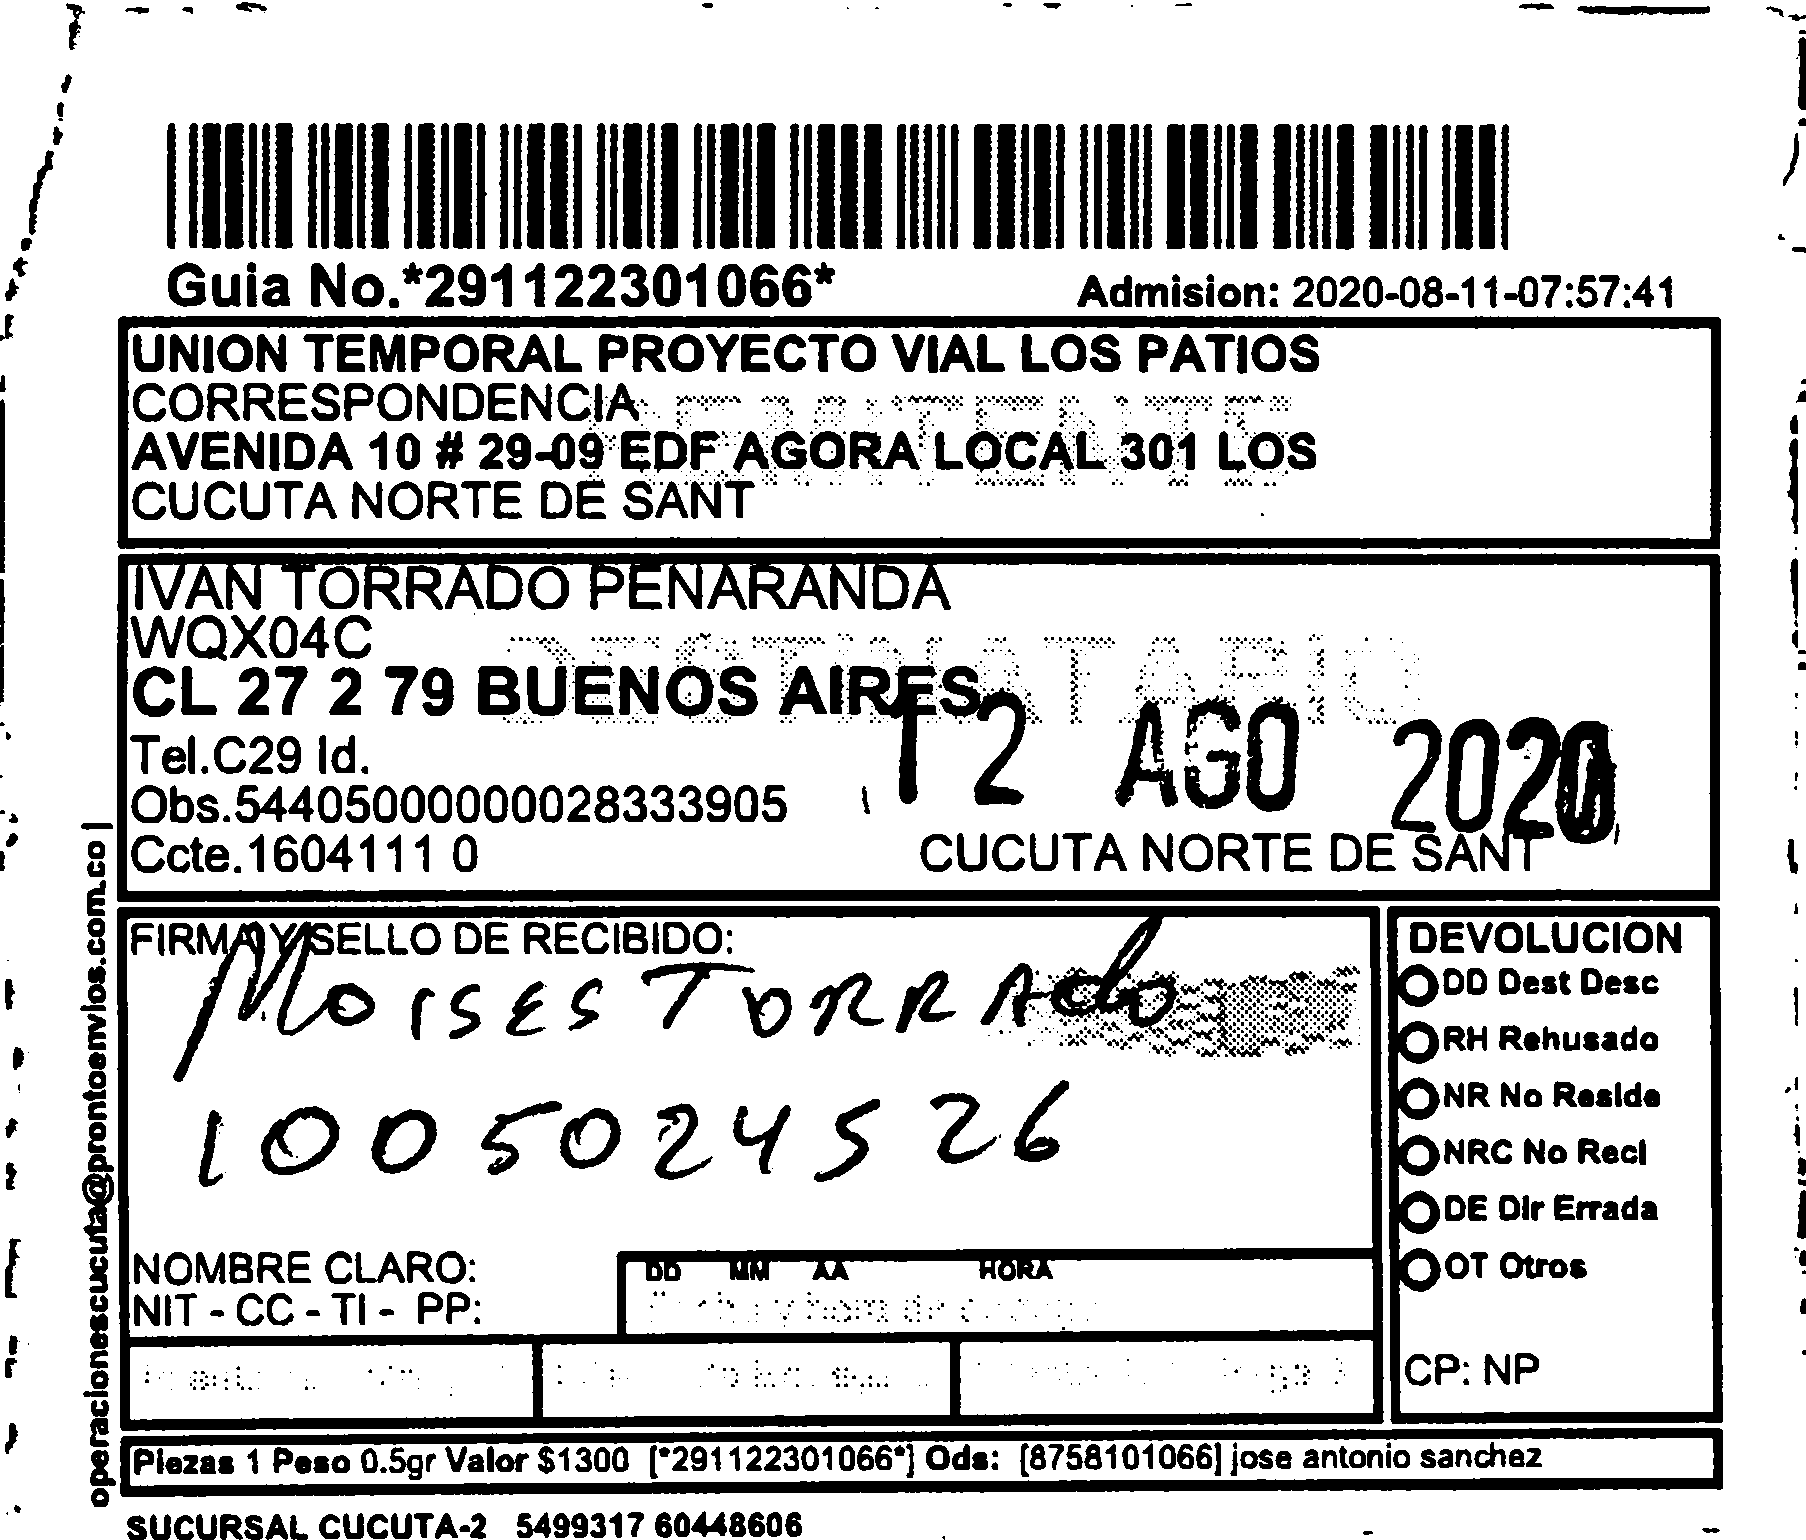 Guia No.*291122301066*
Admision: 2020-08-11-07:57:41
UNION TEMPORAL PROYECTO VIAL LOS PATIOS
CORRESPONDENCIA
REMITENTE
AVENIDA 10 # 29-09 EDF AGORA LOCAL 301 LOS
CUCUTA NORTE DE SANT
IVAN TORRADO PENARANDA
WQX04C
DESTINATARIO
CL 27 2 79 BUENOS AIRES
12 AGO 2020
Tel.C29 Id.
Obs.544050000000028333905
Ccte.1604111 0
CUCUTA NORTE DE SANT
operacionescucuta@prontoenvios.com.co |
FIRMA Y SELLO DE RECIBIDO:
MOISES TORRAdo
1005024526
NOMBRE CLARO:
NIT - CC - TI - PP:
DD MM AA HORA
DEVOLUCION
DD Dest Desc
RH Rehusado
NR No Reside
NRC No Recl
DE Dir Errada
OT Otros
CP: NP
Piezas 1 Peso 0.5gr Valor $1300 [*291122301066*] Ods: [8758101066] jose antonio sanchez
SUCURSAL CUCUTA-2 5499317 60448606